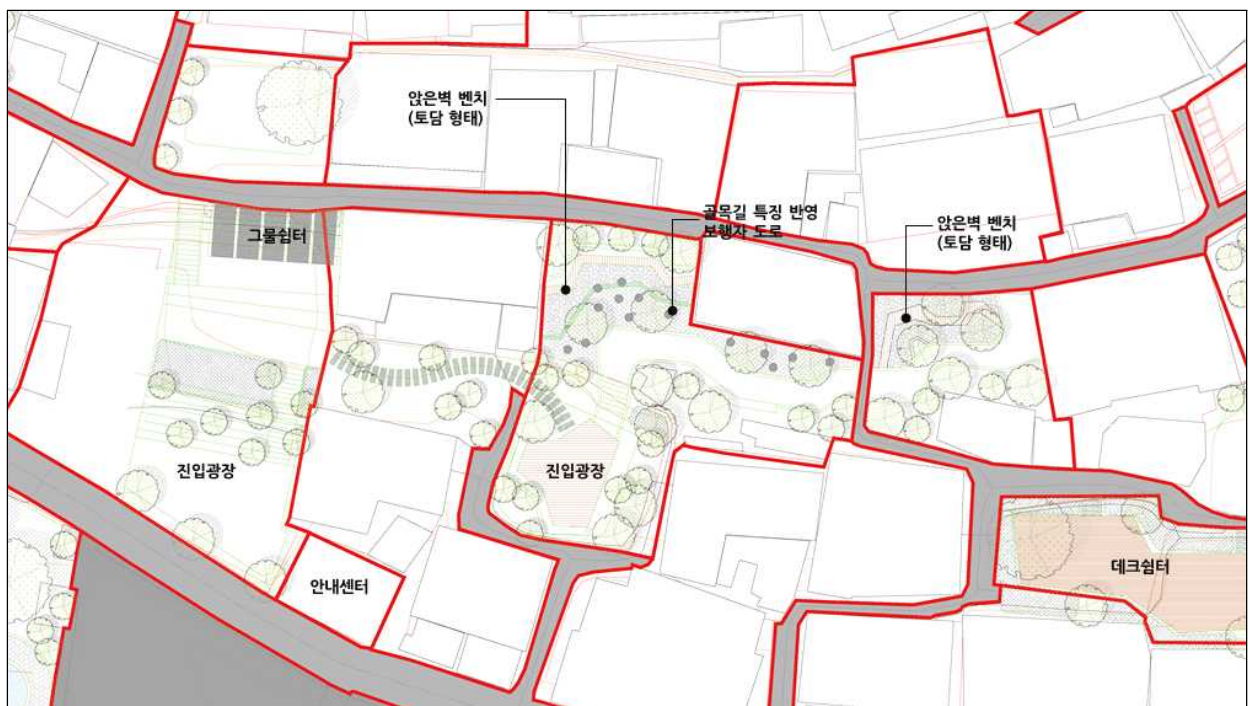 앉은벽 벤치
(토담 형태)
골목길 특징 반영
보행자 도로
앉은벽 벤치
(토담 형태)
그물쉼터
진입광장
진입광장
안내센터
데크쉼터